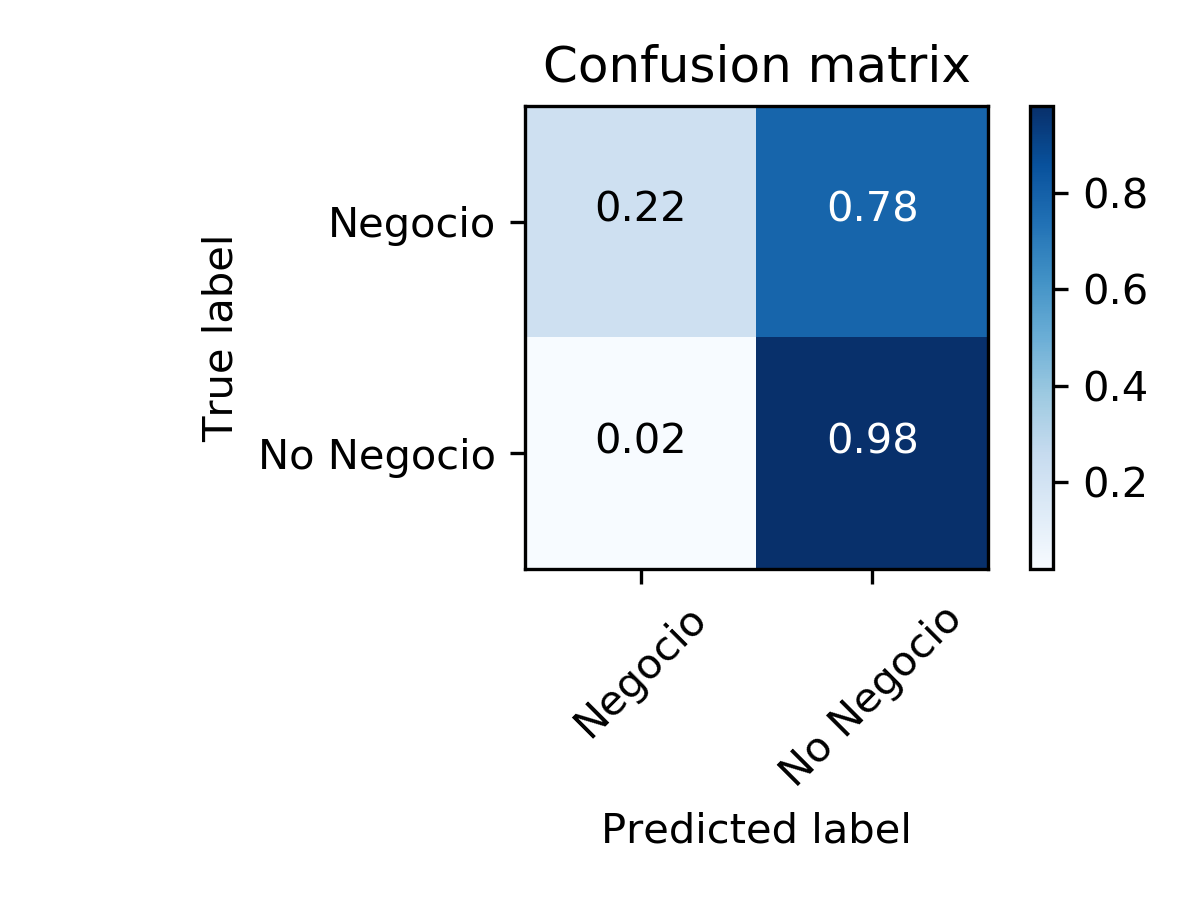 Confusion matrix
True label
Negocio
No Negocio
0.22 0.78
0.02 0.98
Negocio
No Negocio
Predicted label
0.8
0.6
0.4
0.2